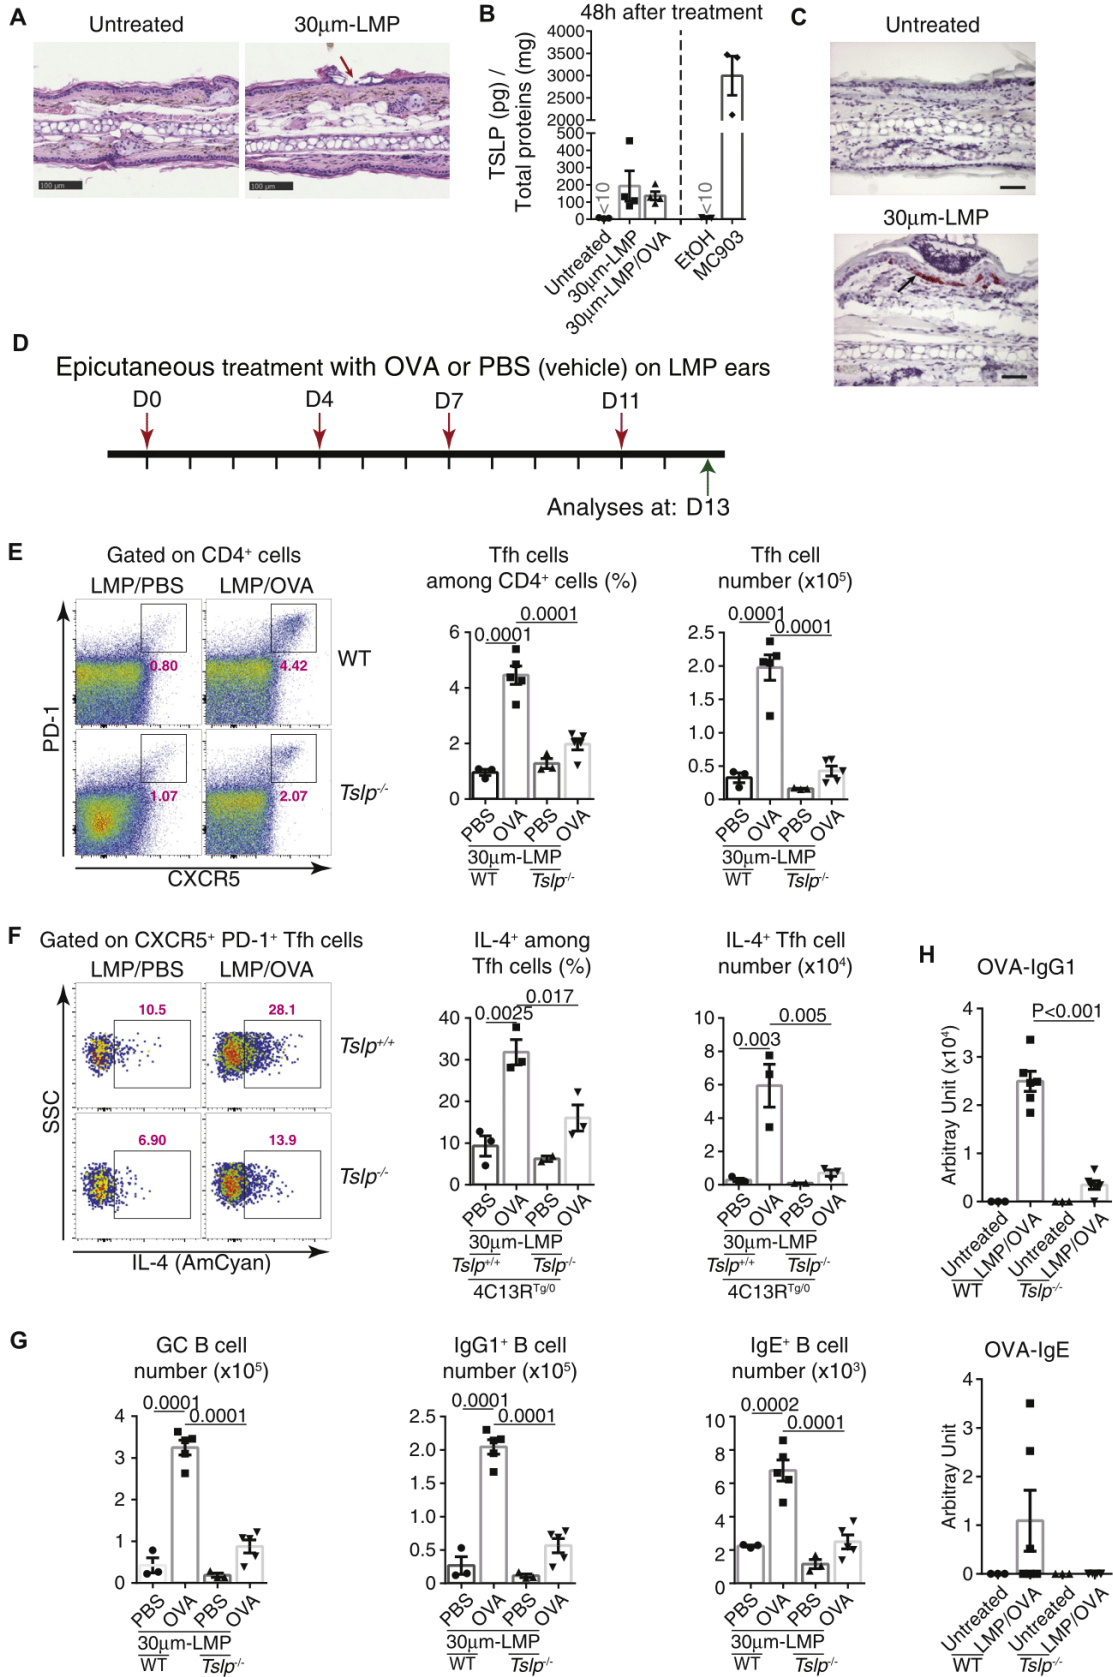 A
Untreated
30µm-LMP
100 µm
100 µm
B
48h after treatment
TSLP (pg) /
Total proteins (mg)
4000
3500
3000
2500
2000
500
400
300
200
100
0
<10
<10
Untreated
30µm-LMP
30µm-LMP/OVA
EtOH
MC903
C
Untreated
30µm-LMP
D
Epicutaneous treatment with OVA or PBS (vehicle) on LMP ears
D0
D4
D7
D11
Analyses at: D13
E
Gated on CD4⁺ cells
LMP/PBS
LMP/OVA
PD-1
0.80
4.42
WT
1.07
2.07
Tslp⁻/⁻
CXCR5
Tfh cells
among CD4⁺ cells (%)
0.0001
0.0001
6
4
2
0
PBS
OVA
PBS
OVA
30µm-LMP
WT
Tslp⁻/⁻
Tfh cell
number (x10⁵)
0.0001
0.0001
2.5
2.0
1.5
1.0
0.5
0
PBS
OVA
PBS
OVA
30µm-LMP
WT
Tslp⁻/⁻
F
Gated on CXCR5⁺ PD-1⁺ Tfh cells
LMP/PBS
LMP/OVA
SSC
10.5
28.1
Tslp⁺/⁺
6.90
13.9
Tslp⁻/⁻
IL-4 (AmCyan)
IL-4⁺ among
Tfh cells (%)
0.017
0.0025
40
30
20
10
0
PBS
OVA
PBS
OVA
30µm-LMP
Tslp⁺/⁺
Tslp⁻/⁻
4C13Rᵀᵍ/⁰
IL-4⁺ Tfh cell
number (x10⁴)
0.005
0.003
10
8
6
4
2
0
PBS
OVA
PBS
OVA
30µm-LMP
Tslp⁺/⁺
Tslp⁻/⁻
4C13Rᵀᵍ/⁰
G
GC B cell
number (x10⁵)
0.0001
0.0001
4
3
2
1
0
PBS
OVA
PBS
OVA
30µm-LMP
WT
Tslp⁻/⁻
IgG1⁺ B cell
number (x10⁵)
0.0001
0.0001
2.5
2.0
1.5
1.0
0.5
0
PBS
OVA
PBS
OVA
30µm-LMP
WT
Tslp⁻/⁻
IgE⁺ B cell
number (x10³)
0.0002
0.0001
10
8
6
4
2
0
PBS
OVA
PBS
OVA
30µm-LMP
WT
Tslp⁻/⁻
H
OVA-IgG1
P<0.001
Arbitray Unit (x10⁴)
4
3
2
1
0
Untreated
LMP/OVA
Untreated
LMP/OVA
WT
Tslp⁻/⁻
OVA-IgE
Arbitray Unit
4
3
2
1
0
Untreated
LMP/OVA
Untreated
LMP/OVA
WT
Tslp⁻/⁻